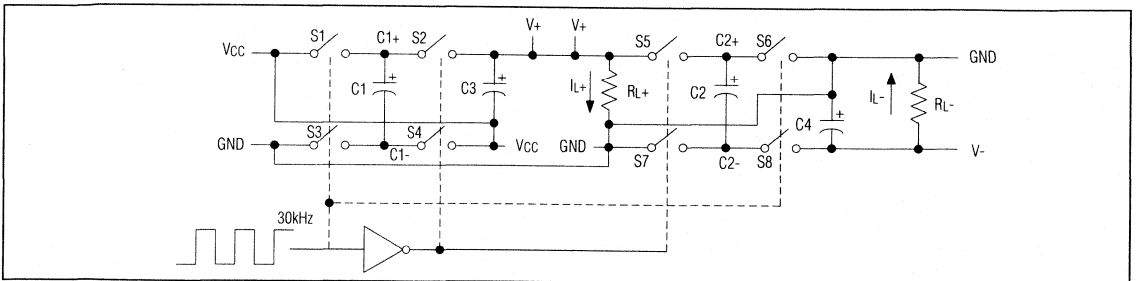 V+ V+
S1 C1+ S2 S5 C2+ S6
VCC GND
C1 C3 IL+ RL+ C2 IL- RL-
C4
S3 S4
GND C1- VCC GND S7 C2- S8 V-
30kHz